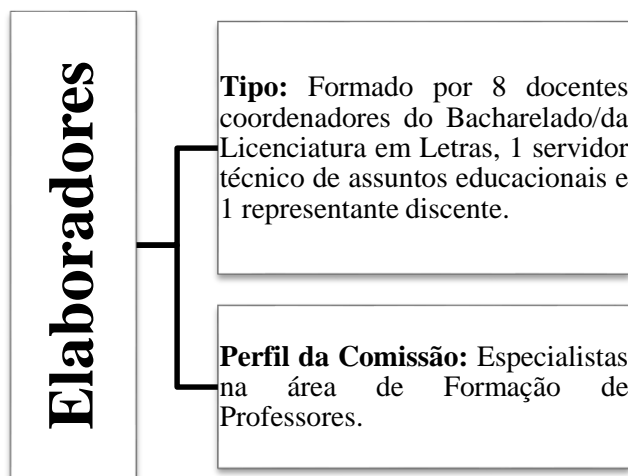 Elaboradores
Tipo: Formado por 8 docentes
coordenadores do Bacharelado/da
Licenciatura em Letras, 1 servidor
técnico de assuntos educacionais e
1 representante discente.
Perfil da Comissão: Especialistas
na área de Formação de
Professores.